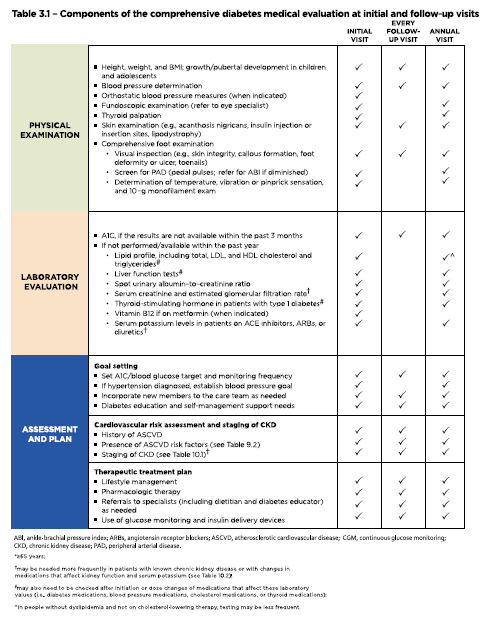 Table 3.1 – Components of the comprehensive diabetes medical evaluation at initial and follow-up visits
INITIAL VISIT
EVERY FOLLOW-UP VISIT
ANNUAL VISIT
PHYSICAL EXAMINATION
▪ Height, weight, and BMI; growth/pubertal development in children
and adolescents
▪ Blood pressure determination
▪ Orthostatic blood pressure measures (when indicated)
▪ Fundoscopic examination (refer to eye specialist)
▪ Thyroid palpation
▪ Skin examination (e.g., acanthosis nigricans, insulin injection or
insertion sites, lipodystrophy)
▪ Comprehensive foot examination
• Visual inspection (e.g., skin integrity, callous formation, foot
deformity or ulcer, toenails)
• Screen for PAD (pedal pulses; refer for ABI if diminished)
• Determination of temperature, vibration or pinprick sensation,
and 10-g monofilament exam
LABORATORY EVALUATION
▪ A1C, if the results are not available within the past 3 months
▪ If not performed/available within the past year
• Lipid profile, including total, LDL, and HDL cholesterol and
triglycerides#
^
• Liver function tests#
• Spot urinary albumin-to-creatinine ratio
• Serum creatinine and estimated glomerular filtration rate†
• Thyroid-stimulating hormone in patients with type 1 diabetes#
• Vitamin B12 if on metformin (when indicated)
• Serum potassium levels in patients on ACE inhibitors, ARBs, or
diuretics†
ASSESSMENT AND PLAN
Goal setting
▪ Set A1C/blood glucose target and monitoring frequency
▪ If hypertension diagnosed, establish blood pressure goal
▪ Incorporate new members to the care team as needed
▪ Diabetes education and self-management support needs
Cardiovascular risk assessment and staging of CKD
▪ History of ASCVD
▪ Presence of ASCVD risk factors (see Table 9.2)
▪ Staging of CKD (see Table 10.1)†
Therapeutic treatment plan
▪ Lifestyle management
▪ Pharmacologic therapy
▪ Referrals to specialists (including dietitian and diabetes educator)
as needed
▪ Use of glucose monitoring and insulin delivery devices
ABI, ankle-brachial pressure index; ARBs, angiotensin receptor blockers; ASCVD, atherosclerotic cardiovascular disease; CGM, continuous glucose monitoring;
CKD, chronic kidney disease; PAD, peripheral arterial disease.
*≥65 years;
†may be needed more frequently in patients with known chronic kidney disease or with changes in
medications that affect kidney function and serum potassium (see Table 10.2);
#may also need to be checked after initiation or dose changes of medications that affect these laboratory
values (i.e., diabetes medications, blood pressure medications, cholesterol medications, or thyroid medications);
^in people without dyslipidemia and not on cholesterol-lowering therapy, testing may be less frequent.